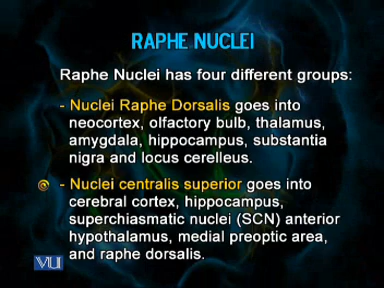 RAPHE NUCLEI
Raphe Nuclei has four different groups:
- Nuclei Raphe Dorsalis goes into
neocortex, olfactory bulb, thalamus,
amygdala, hippocampus, substantia
nigra and locus cerelleus.
- Nuclei centralis superior goes into
cerebral cortex, hippocampus,
superchiasmatic nuclei (SCN) anterior
hypothalamus, medial preoptic area,
and raphe dorsalis.
VU